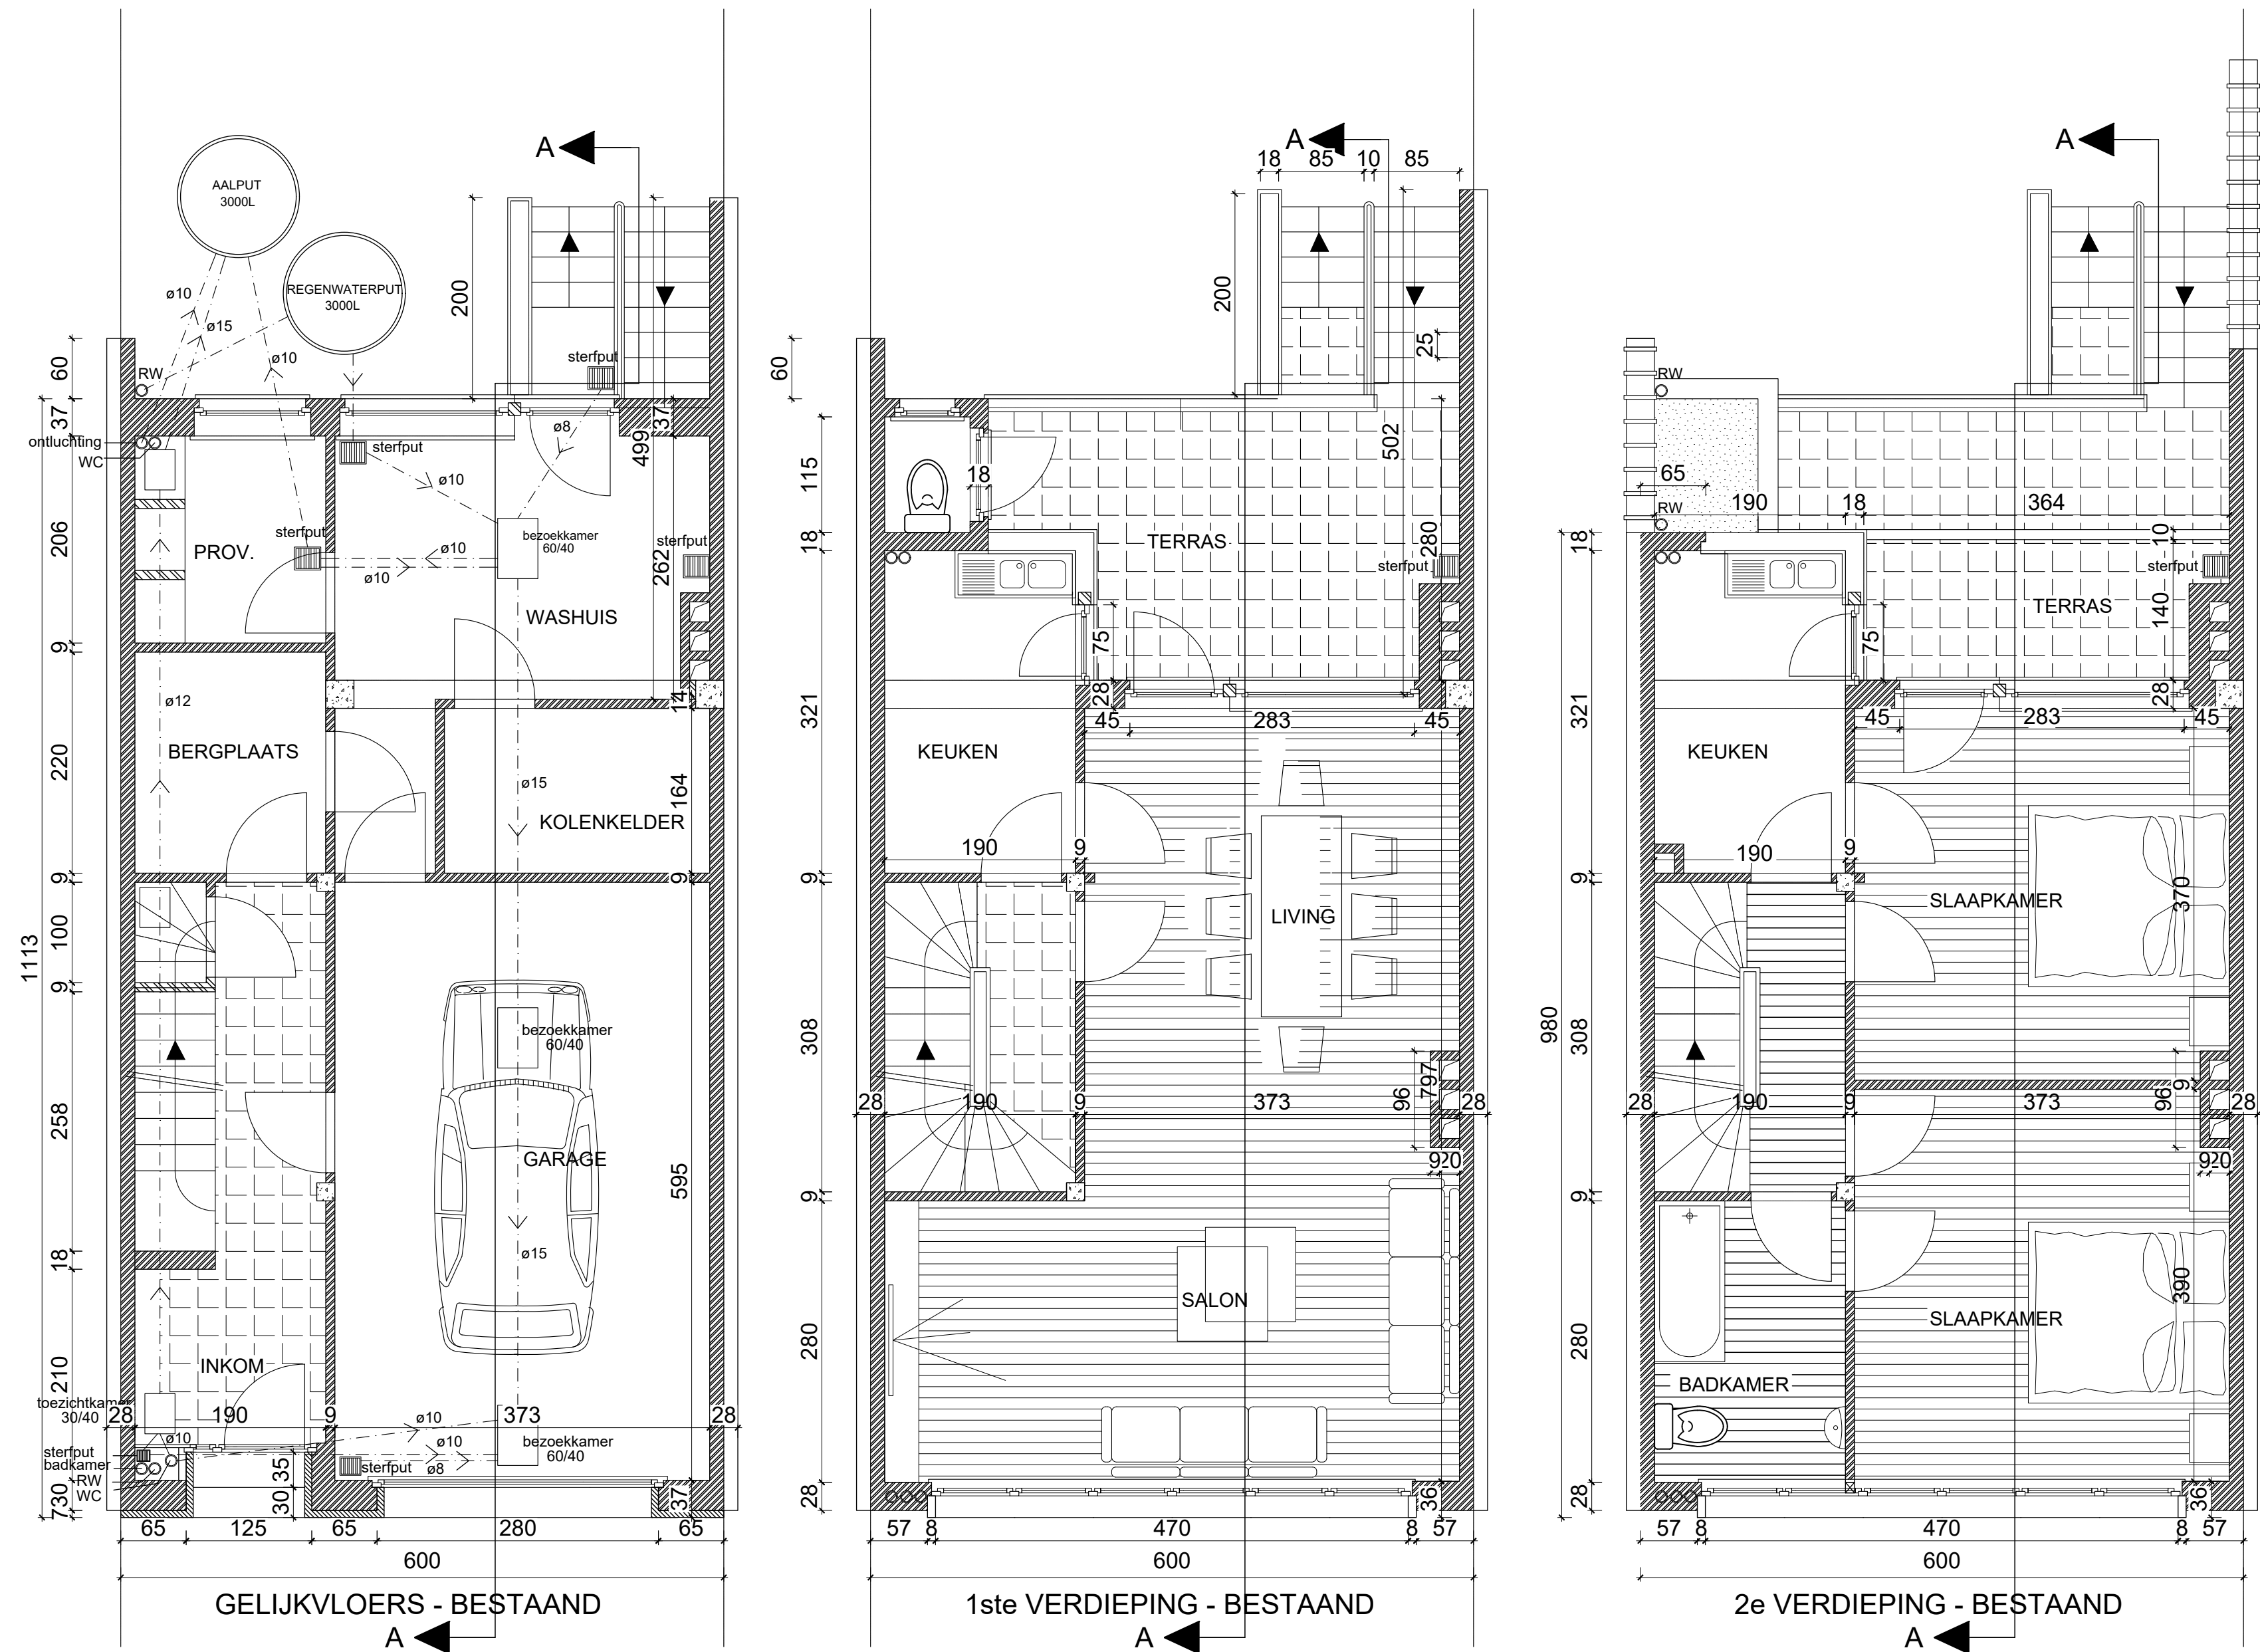 A
AALPUT
3000L
REGENWATERPUT
3000L
ø10
ø15
ø10
RW
sterfput
200
60
37
ontluchting
WC
sterfput
ø8
37
499
ø10
206
PROV.
sterfput
ø10
ø10
bezoekkamer
60/40
sterfput
262
WASHUIS
9
ø12
14
220
BERGPLAATS
ø15
164
KOLENKELDER
9
9
100
1113
9
bezoekkamer
60/40
258
GARAGE
595
18
ø15
210
INKOM
toezichtkamer
30/40
28
190
9
373
28
ø10
ø10
ø10
ø8
bezoekkamer
60/40
sterfput
badkamer
RW
WC
sterfput
35
30
37
30
7
65
125
65
280
65
600
GELIJKVLOERS - BESTAAND
A
A
18
85
10
85
200
60
25
502
115
18
18
TERRAS
280
sterfput
75
28
321
45
283
45
KEUKEN
190
9
9
LIVING
308
797
96
28
190
9
373
28
9
20
9
SALON
280
28
36
57
8
470
8
57
600
1ste VERDIEPING - BESTAAND
A
A
RW
65
RW
190
18
364
18
10
sterfput
TERRAS
140
75
28
321
45
283
45
KEUKEN
190
9
9
SLAAPKAMER
370
980
308
9
96
28
190
9
373
28
9
20
9
390
SLAAPKAMER
280
BADKAMER
28
36
57
8
470
8
57
600
2e VERDIEPING - BESTAAND
A